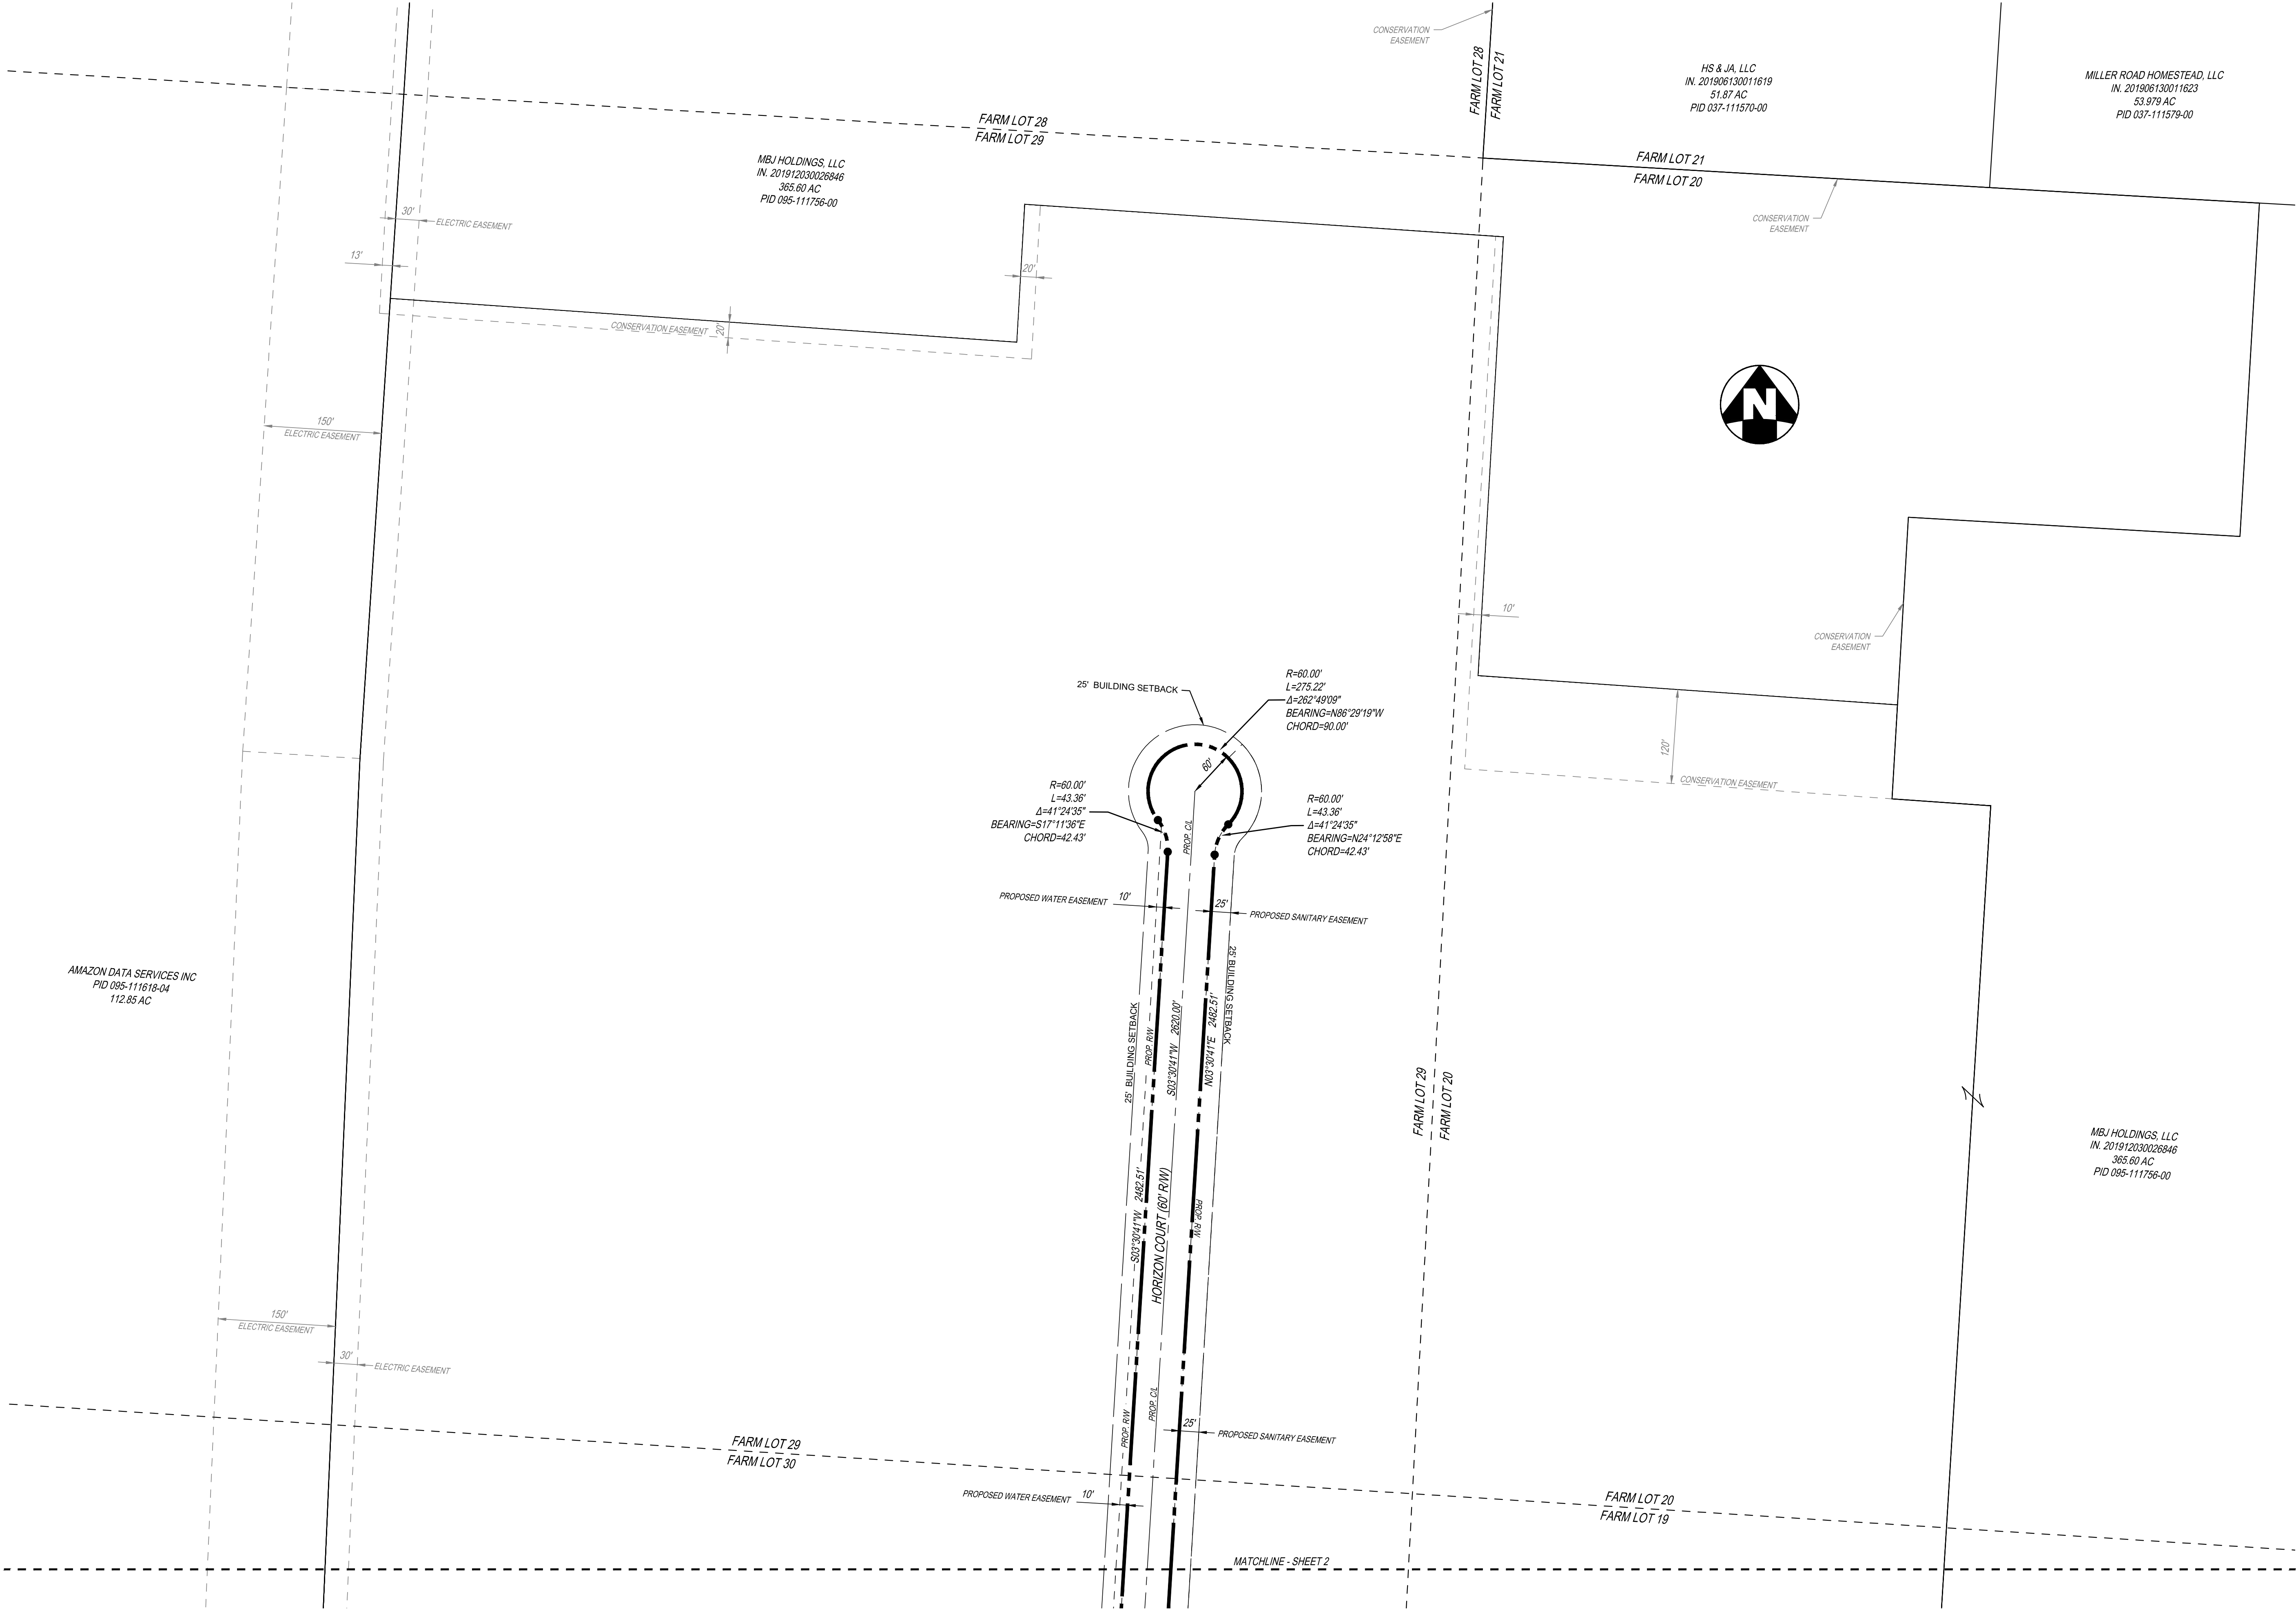 CONSERVATION
EASEMENT
FARM LOT 28
FARM LOT 21
HS & JA, LLC
IN. 201906130011619
51.87 AC
PID 037-111570-00
MILLER ROAD HOMESTEAD, LLC
IN. 201906130011623
53.979 AC
PID 037-111579-00
FARM LOT 28
FARM LOT 29
MBJ HOLDINGS, LLC
IN. 201912030026846
365.60 AC
PID 095-111756-00
FARM LOT 21
FARM LOT 20
CONSERVATION
EASEMENT
30'
ELECTRIC EASEMENT
13'
20'
CONSERVATION EASEMENT
20'
N
150'
ELECTRIC EASEMENT
10'
CONSERVATION
EASEMENT
25' BUILDING SETBACK
R=60.00'
L=275.22'
Δ=262°49'09"
BEARING=N86°29'19"W
CHORD=90.00'
60'
120'
CONSERVATION EASEMENT
R=60.00'
L=43.36'
Δ=41°24'35"
BEARING=S17°11'36"E
CHORD=42.43'
R=60.00'
L=43.36'
Δ=41°24'35"
BEARING=N24°12'58"E
CHORD=42.43'
PROP. C/L
PROPOSED WATER EASEMENT
10'
25'
PROPOSED SANITARY EASEMENT
AMAZON DATA SERVICES INC
PID 095-111618-04
112.85 AC
25' BUILDING SETBACK
PROP. R/W
S03°30'41"W 2620.00'
N03°30'41"E 2482.51'
25' BUILDING SETBACK
FARM LOT 29
FARM LOT 20
MBJ HOLDINGS, LLC
IN. 201912030026846
365.60 AC
PID 095-111756-00
S03°30'41"W 2482.51'
HORIZON COURT (60' R/W)
PROP. R/W
150'
ELECTRIC EASEMENT
30'
ELECTRIC EASEMENT
PROP. R/W
PROP. C/L
25'
PROPOSED SANITARY EASEMENT
FARM LOT 29
FARM LOT 30
PROPOSED WATER EASEMENT
10'
FARM LOT 20
FARM LOT 19
MATCHLINE - SHEET 2